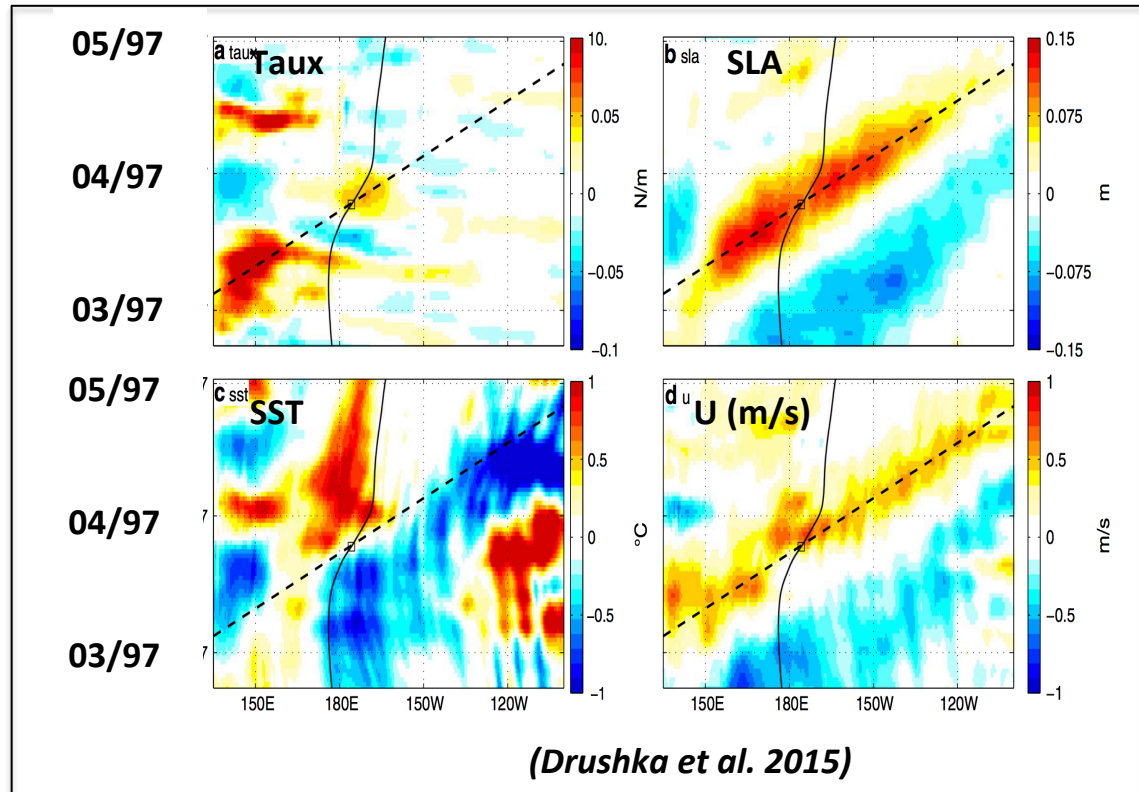 05/97
04/97
03/97
a taux
Taux
10.
0.05
0
−0.05
−0.1
N/m
b sla
SLA
0.15
0.075
0
−0.075
−0.15
m
05/97
04/97
03/97
7
7
7
c sst
SST
1
0.5
0
−0.5
−1
°C
150E 180E 150W 120W
d u
U (m/s)
1
0.5
0
−0.5
−1
m/s
150E 180E 150W 120W
(Drushka et al. 2015)